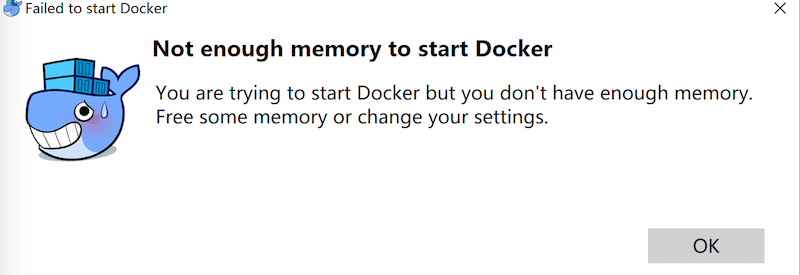 Failed to start Docker
Not enough memory to start Docker
You are trying to start Docker but you don't have enough memory.
Free some memory or change your settings.
OK